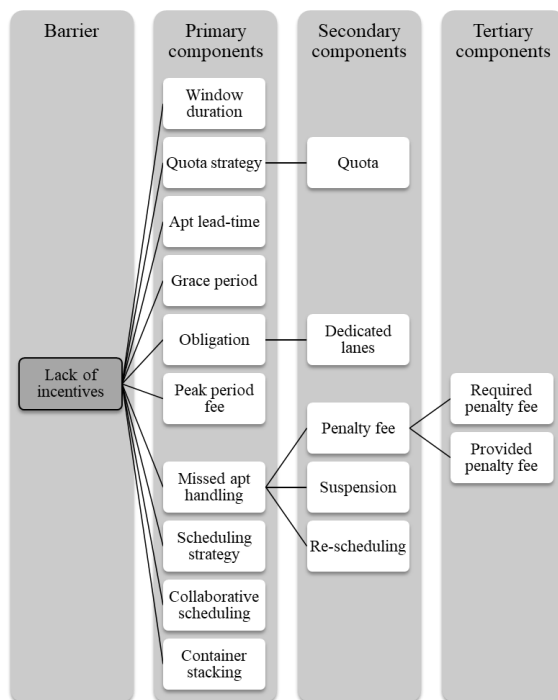 Barrier
Primary
components
Secondary
components
Tertiary
components
Window
duration
Quota strategy
Quota
Apt lead-time
Grace period
Obligation
Dedicated
lanes
Lack of
incentives
Peak period
fee
Required
penalty fee
Penalty fee
Provided
penalty fee
Missed apt
handling
Suspension
Scheduling
strategy
Re-scheduling
Collaborative
scheduling
Container
stacking